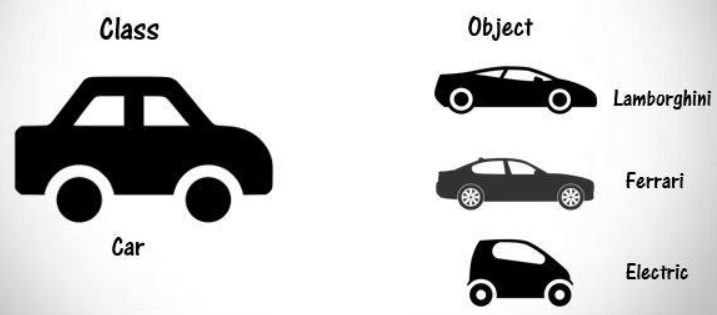 Class
Car
Object
Lamborghini
Ferrari
Electric